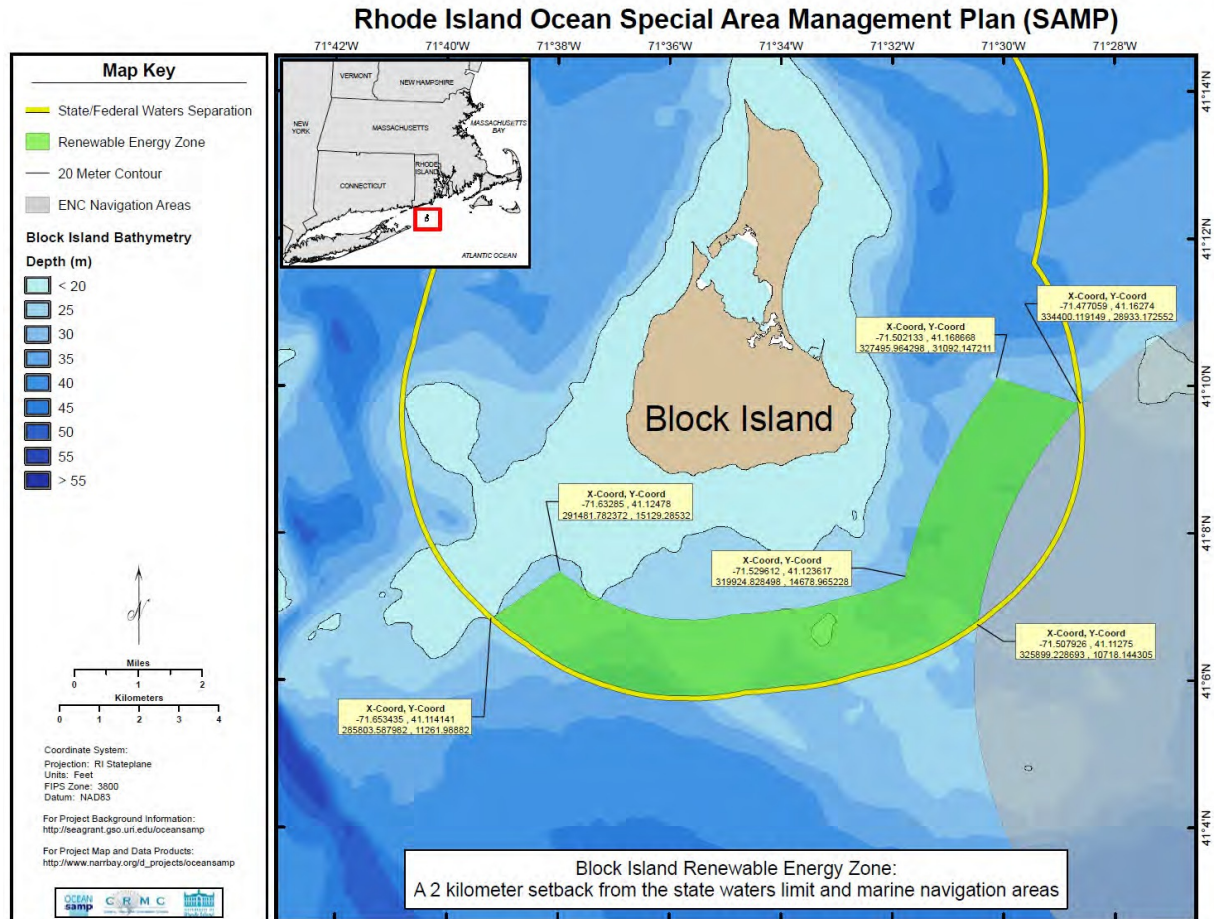 Rhode Island Ocean Special Area Management Plan (SAMP)
Map Key
State/Federal Waters Separation
Renewable Energy Zone
20 Meter Contour
ENC Navigation Areas
Block Island Bathymetry
Depth (m)
< 20
25
30
35
40
45
50
55
> 55
N
Miles
0 1 2
Kilometers
0 1 2 3 4
Coordinate System:
Projection: RI Stateplane
Units: Feet
FIPS Zone: 3800
Datum: NAD83
For Project Background Information:
http://seagrant.gso.uri.edu/oceansamp
For Project Map and Data Products:
http://www.narrbay.org/d_projects/oceansamp
OCEAN
samp
C R M C
71°42'W 71°40'W 71°38'W 71°36'W 71°34'W 71°32'W 71°30'W 71°28'W
VERMONT
NEW HAMPSHIRE
NEW
YORK
MASSACHUSETTS
MASSACHUSETTS
BAY
CONNECTICUT
RHODE
ISLAND
ATLANTIC OCEAN
41°14'N
41°12'N
41°10'N
41°8'N
41°6'N
41°4'N
Block Island
X-Coord, Y-Coord
-71.477059 , 41.16274
334400.119149 , 28933.172552
X-Coord, Y-Coord
-71.502133 , 41.168668
327495.964298 , 31092.147211
X-Coord, Y-Coord
-71.63285 , 41.12478
291481.782372 , 15129.28532
X-Coord, Y-Coord
-71.529612 , 41.123617
319924.828498 , 14678.965228
X-Coord, Y-Coord
-71.507926 , 41.11275
325899.228693 , 10718.144305
X-Coord, Y-Coord
-71.653435 , 41.114141
285803.587982 , 11261.98882
Block Island Renewable Energy Zone:
A 2 kilometer setback from the state waters limit and marine navigation areas